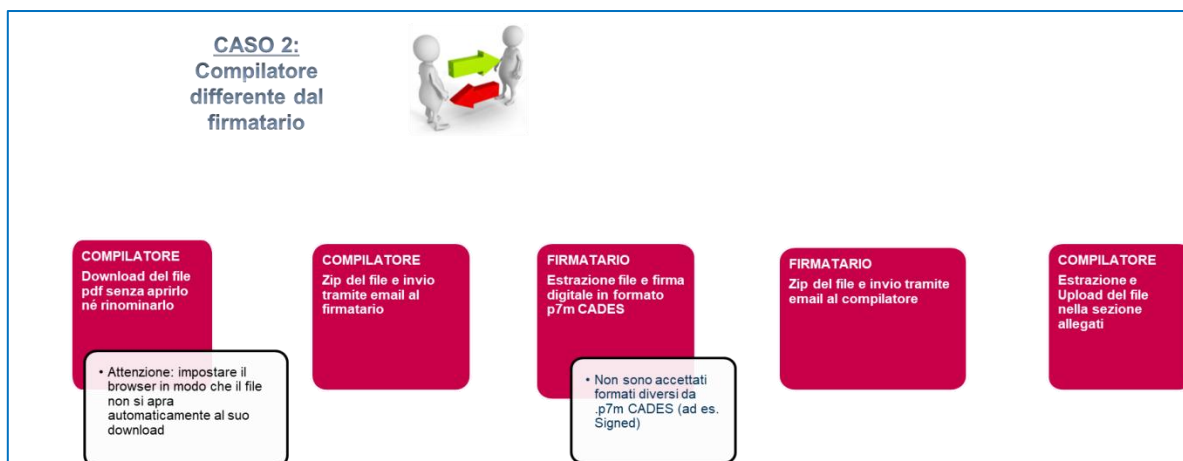 CASO 2:
Compilatore
differente dal
firmatario
COMPILATORE
Download del file
pdf senza aprirlo
né rinominarlo
• Attenzione: impostare il
browser in modo che il file
non si apra
automaticamente al suo
download
COMPILATORE
Zip del file e invio
tramite email al
firmatario
FIRMATARIO
Estrazione file e firma
digitale in formato
p7m CADES
• Non sono accettati
formati diversi da
.p7m CADES (ad es.
Signed)
FIRMATARIO
Zip del file e invio tramite
email al compilatore
COMPILATORE
Estrazione e
Upload del file
nella sezione
allegati